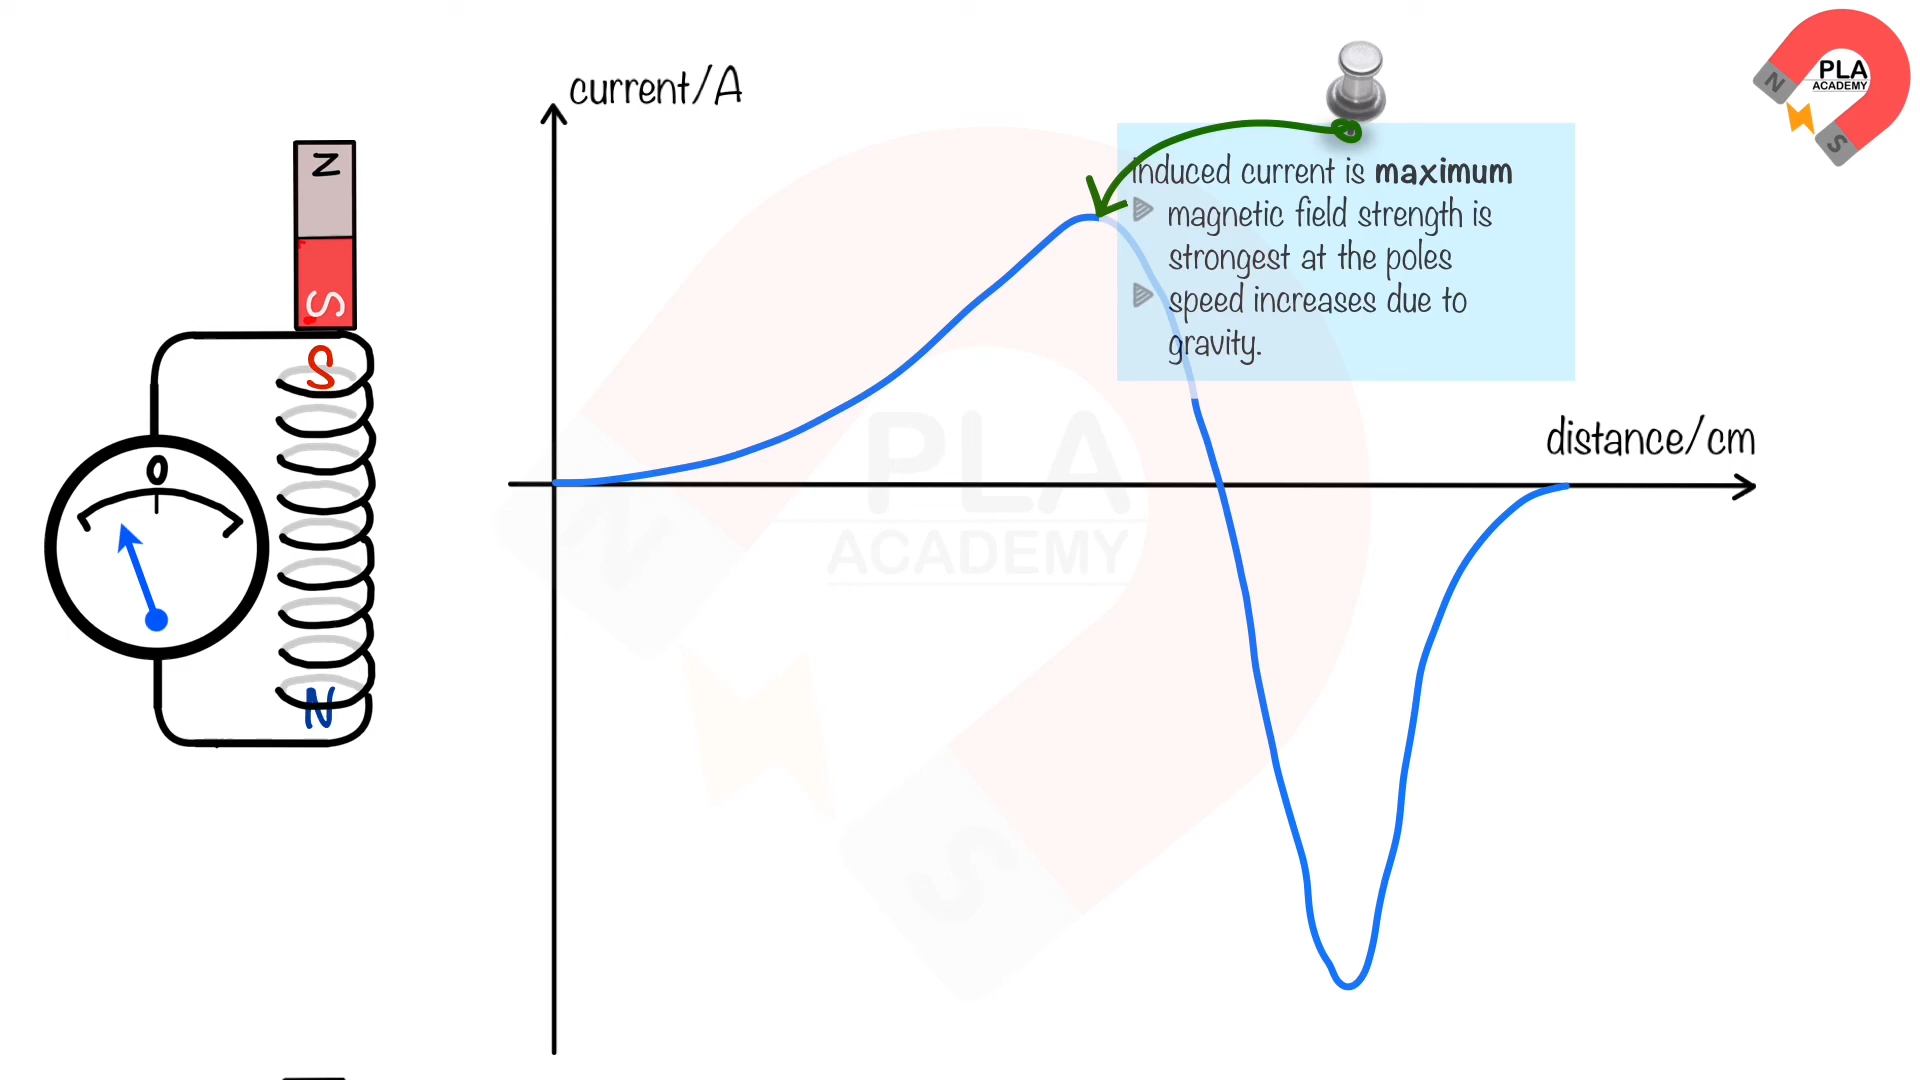 current/A
PLA
ACADEMY
N
S
N
S
S
N
0
Induced current is maximum
magnetic field strength is
strongest at the poles
speed increases due to
gravity.
distance/cm
PLA
ACADEMY
N
S